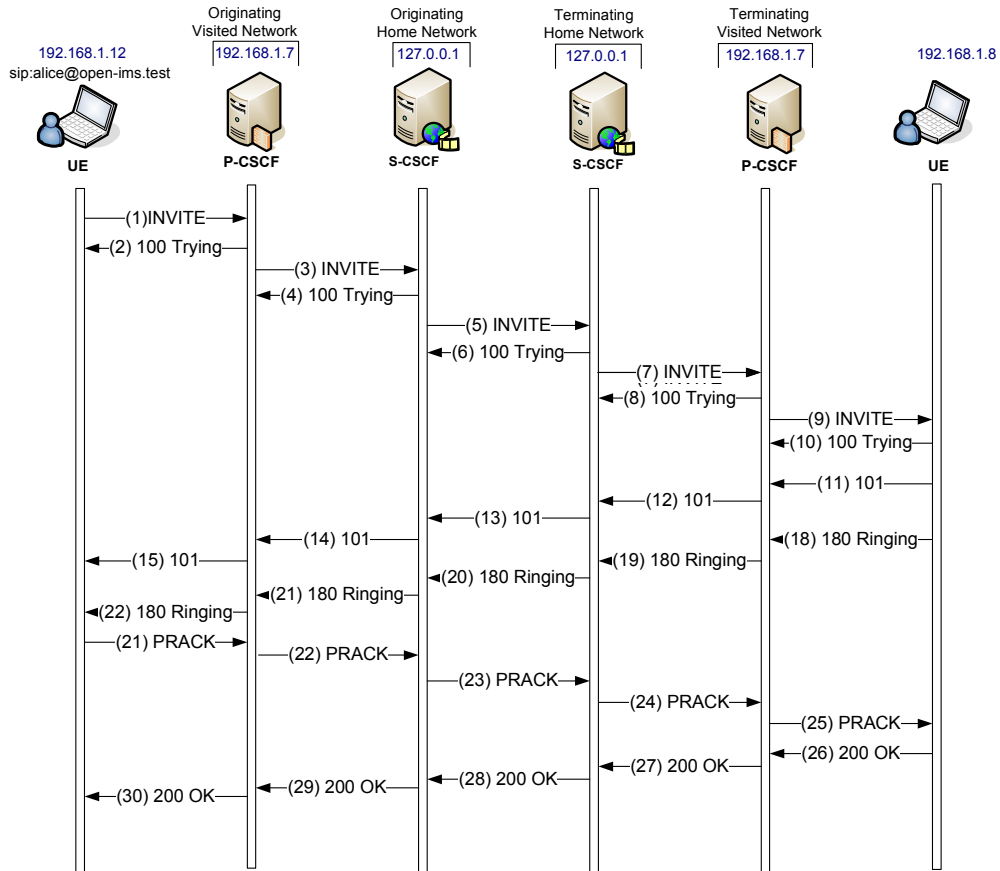 Originating
Visited Network
Originating
Home Network
Terminating
Home Network
Terminating
Visited Network
192.168.1.12
sip:alice@open-ims.test
192.168.1.7
127.0.0.1
127.0.0.1
192.168.1.7
192.168.1.8
UE
P-CSCF
S-CSCF
S-CSCF
P-CSCF
UE
(1)INVITE
(2) 100 Trying
(3) INVITE
(4) 100 Trying
(5) INVITE
(6) 100 Trying
(7) INVITE
(8) 100 Trying
(9) INVITE
(10) 100 Trying
(11) 101
(12) 101
(13) 101
(14) 101
(15) 101
(18) 180 Ringing
(19) 180 Ringing
(20) 180 Ringing
(21) 180 Ringing
(22) 180 Ringing
(21) PRACK
(22) PRACK
(23) PRACK
(24) PRACK
(25) PRACK
(26) 200 OK
(27) 200 OK
(28) 200 OK
(29) 200 OK
(30) 200 OK